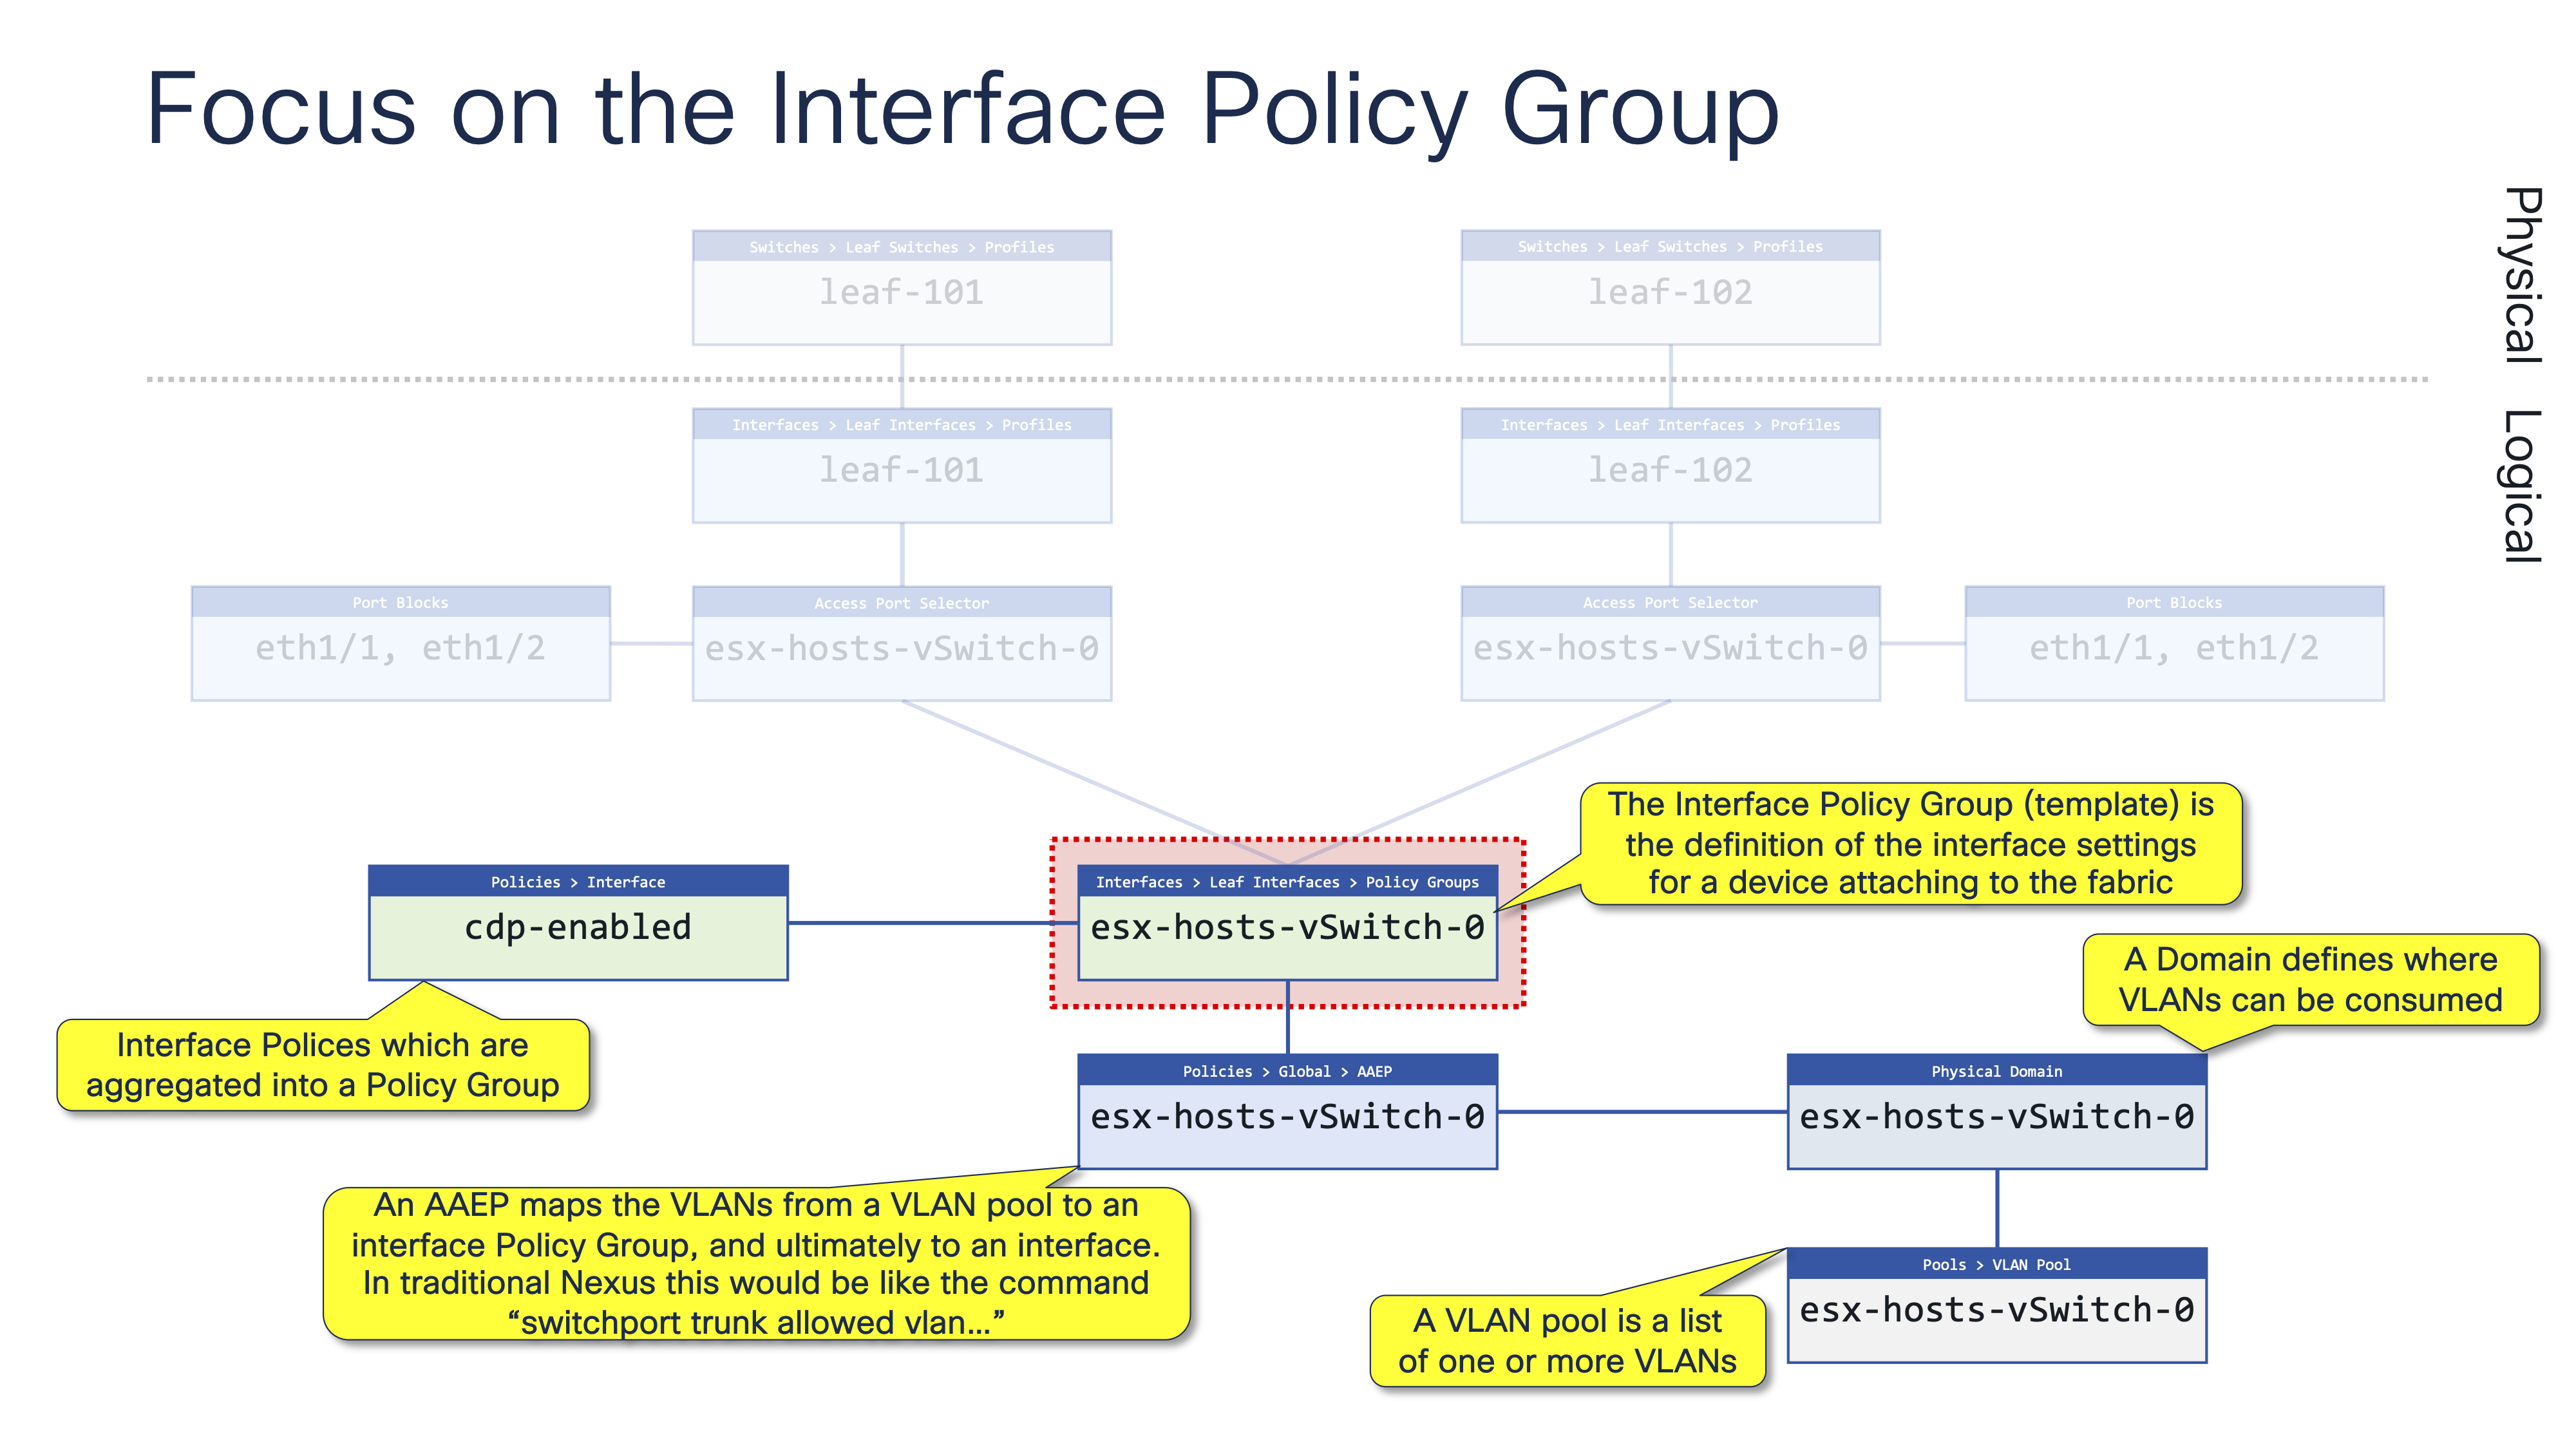 Focus on the Interface Policy Group
Physical
Logical
Switches > Leaf Switches > Profiles
leaf-101
Switches > Leaf Switches > Profiles
leaf-102
Interfaces > Leaf Interfaces > Profiles
leaf-101
Interfaces > Leaf Interfaces > Profiles
leaf-102
Port Blocks
eth1/1, eth1/2
Access Port Selector
esx-hosts-vSwitch-0
Access Port Selector
esx-hosts-vSwitch-0
Port Blocks
eth1/1, eth1/2
The Interface Policy Group (template) is
the definition of the interface settings
for a device attaching to the fabric
Policies > Interface
cdp-enabled
Interfaces > Leaf Interfaces > Policy Groups
esx-hosts-vSwitch-0
A Domain defines where
VLANs can be consumed
Interface Polices which are
aggregated into a Policy Group
Policies > Global > AAEP
esx-hosts-vSwitch-0
Physical Domain
esx-hosts-vSwitch-0
An AAEP maps the VLANs from a VLAN pool to an
interface Policy Group, and ultimately to an interface.
In traditional Nexus this would be like the command
“switchport trunk allowed vlan…”
Pools > VLAN Pool
esx-hosts-vSwitch-0
A VLAN pool is a list
of one or more VLANs